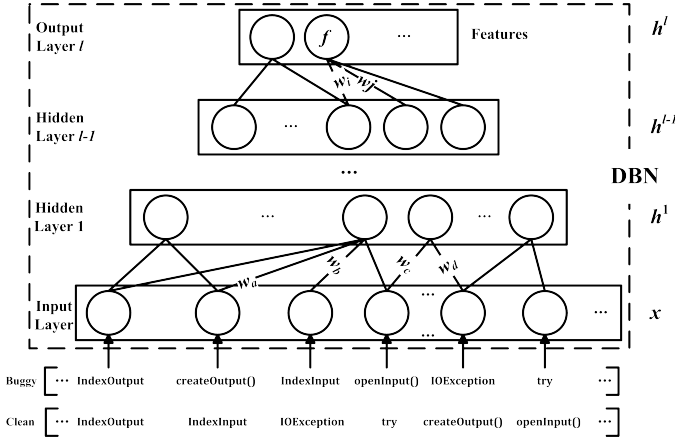 Output
Layer l
f
...
Features
h^l
w_i
w_j
Hidden
Layer l-1
...
h^{l-1}
...
DBN
Hidden
Layer 1
...
...
h^1
w_a
w_b
w_c
w_d
Input
Layer
...
...
...
x
Buggy [ ... IndexOutput createOutput() IndexInput openInput() IOException try ... ]
Clean [ ... IndexOutput IndexInput IOException try createOutput() openInput() ... ]